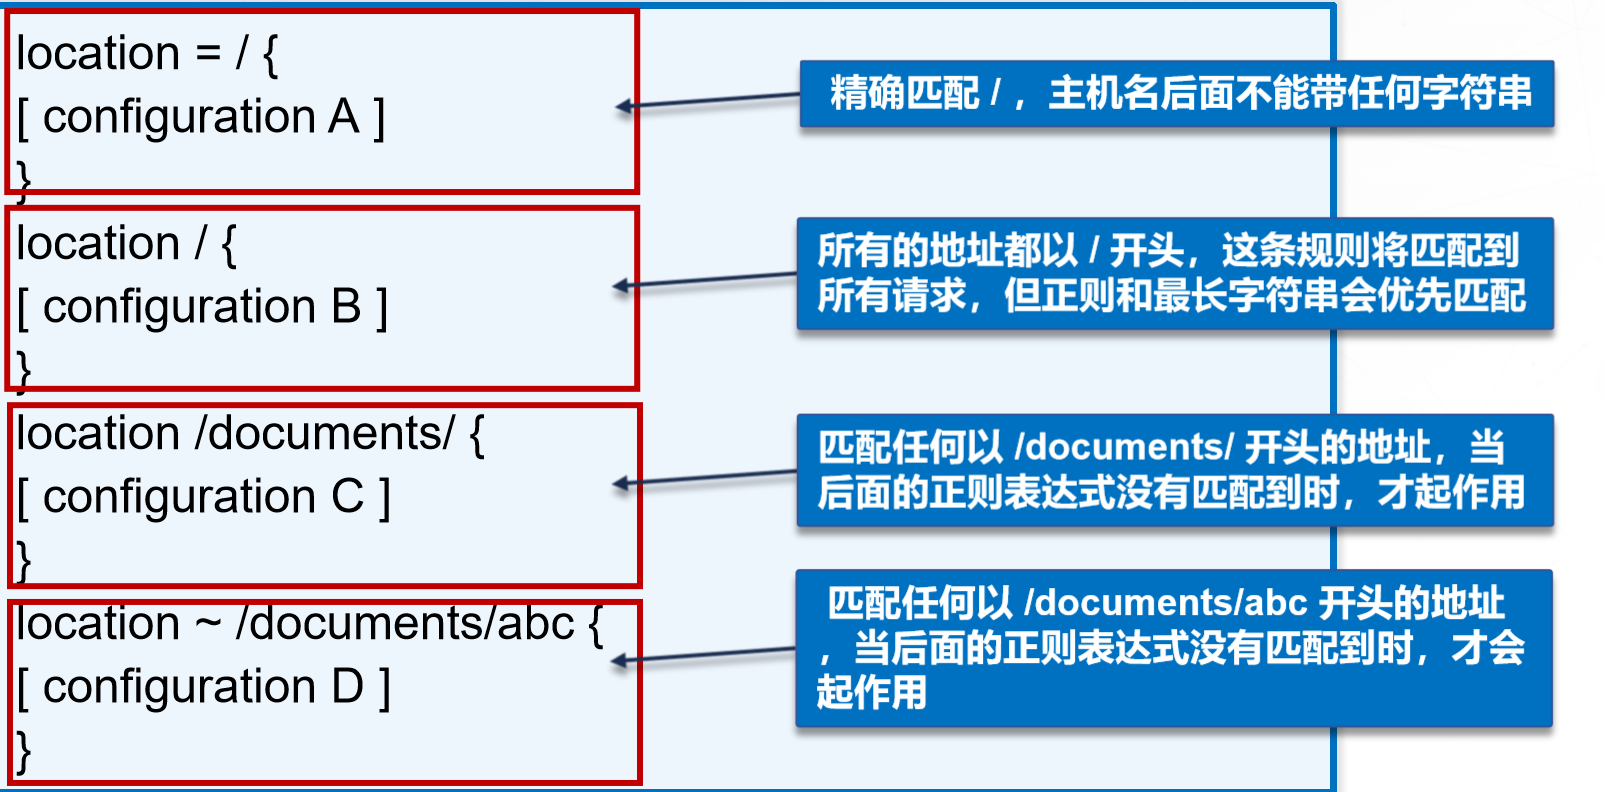 location = / {
[ configuration A ]
}
精确匹配 / ，主机名后面不能带任何字符串
location / {
[ configuration B ]
}
所有的地址都以 / 开头，这条规则将匹配到
所有请求，但正则和最长字符串会优先匹配
location /documents/ {
[ configuration C ]
}
匹配任何以 /documents/ 开头的地址，当
后面的正则表达式没有匹配到时，才起作用
location ~ /documents/abc {
[ configuration D ]
}
匹配任何以 /documents/abc 开头的地址
，当后面的正则表达式没有匹配到时，才会
起作用